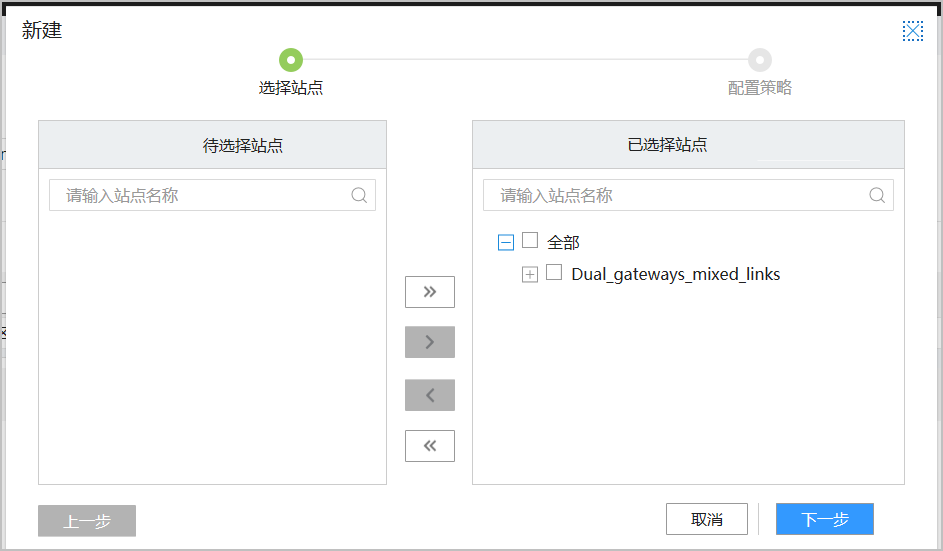 新建
选择站点
配置策略
待选择站点
已选择站点
请输入站点名称
请输入站点名称
全部
Dual_gateways_mixed_links
上一步
取消
下一步